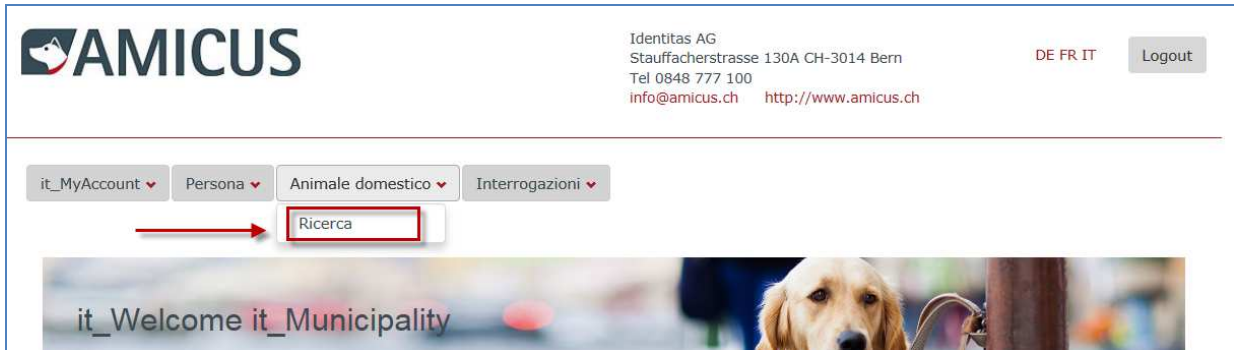 AMICUS
Identitas AG
Stauffacherstrasse 130A CH-3014 Bern
Tel 0848 777 100
info@amicus.ch http://www.amicus.ch
DE FR IT
Logout
it_MyAccount Persona Animale domestico Interrogazioni
Ricerca
it_Welcome it_Municipality